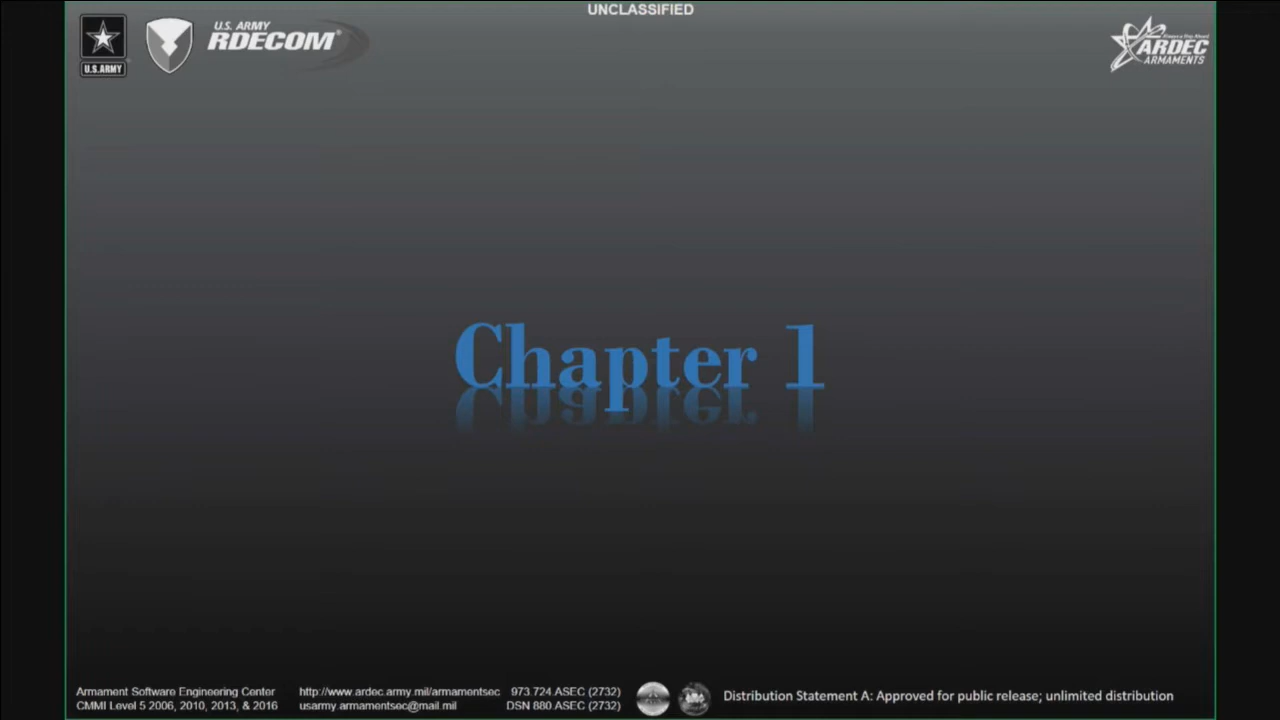 UNCLASSIFIED
U.S. ARMY
U.S. ARMY
RDECOM®
ARDEC
ARMAMENTS
Chapter 1
Armament Software Engineering Center
CMMI Level 5 2006, 2010, 2013, & 2016
http://www.ardec.army.mil/armamentsec
usarmy.armamentsec@mail.mil
973.724.ASEC (2732)
DSN 880.ASEC (2732)
Distribution Statement A: Approved for public release; unlimited distribution